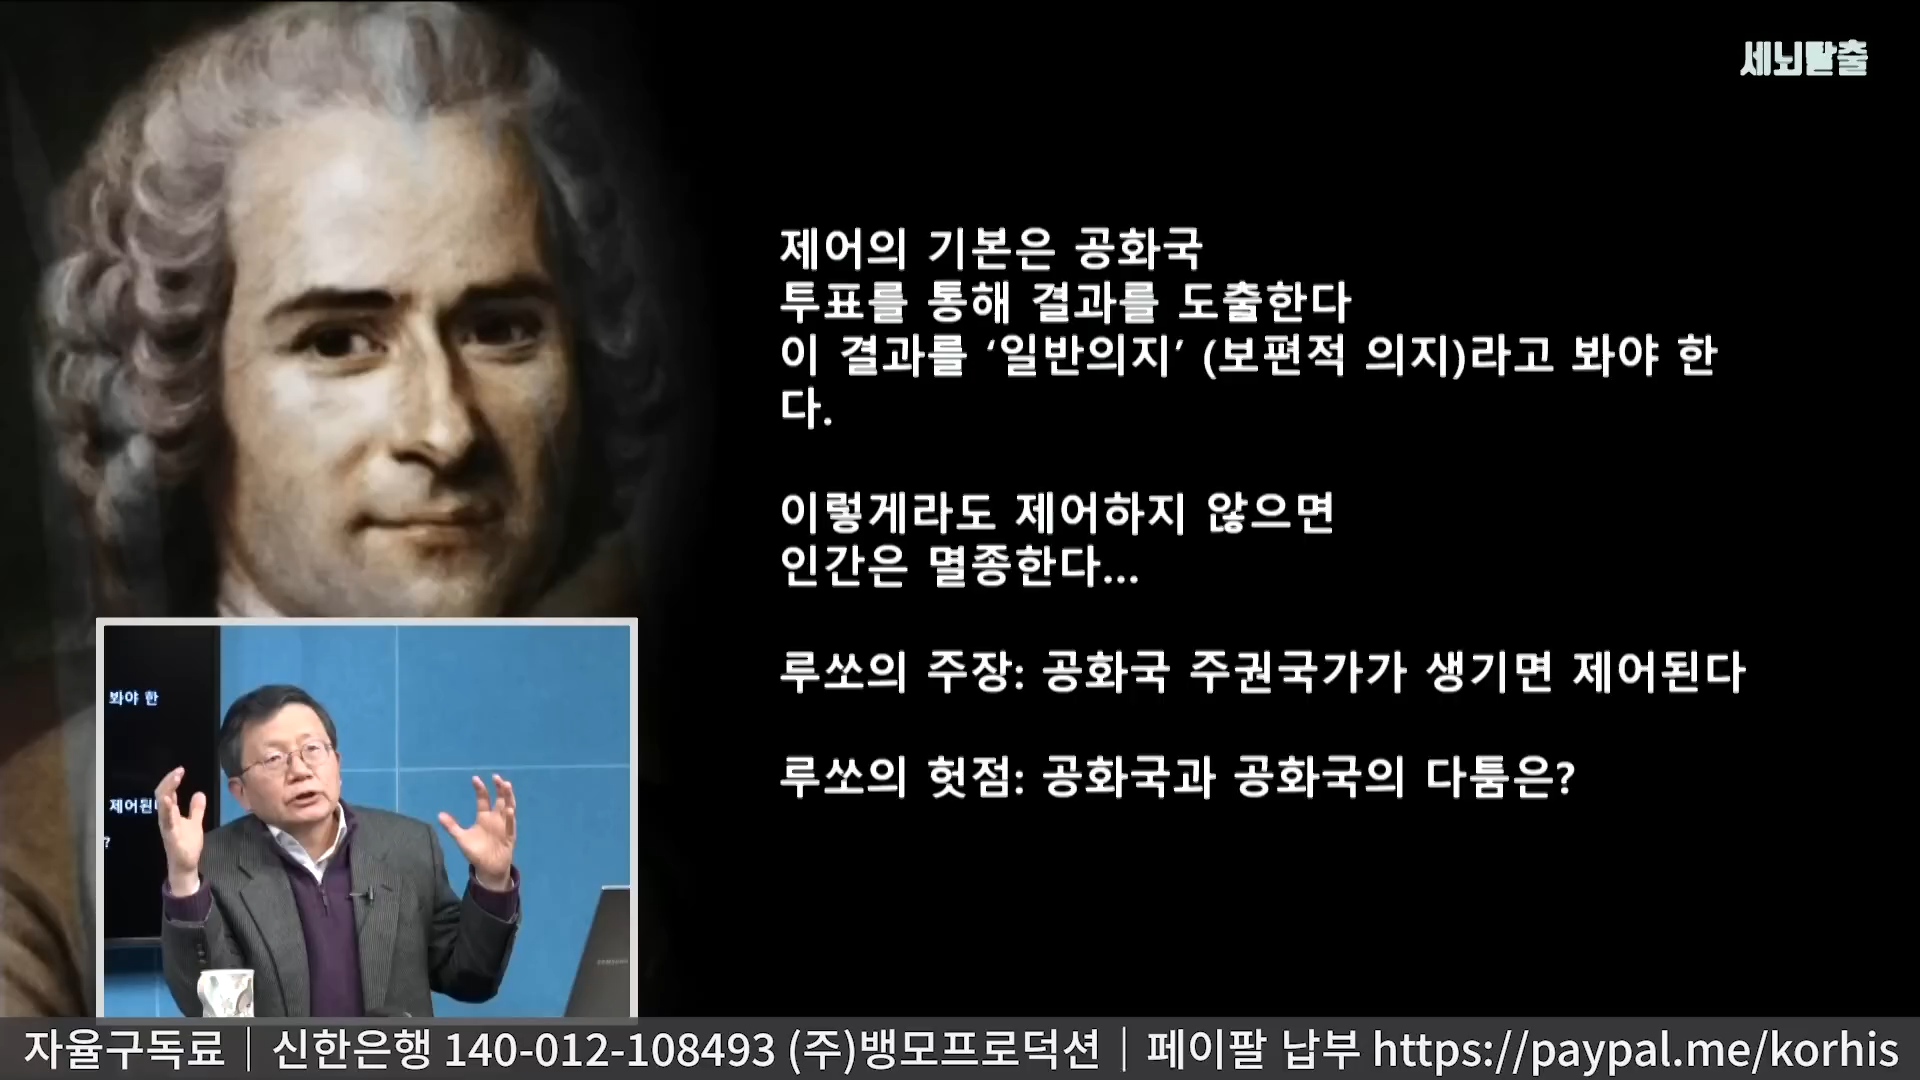 세뇌탈출
제어의 기본은 공화국
투표를 통해 결과를 도출한다
이 결과를 ‘일반의지’ (보편적 의지)라고 봐야 한
다.
이렇게라도 제어하지 않으면
인간은 멸종한다...
루쏘의 주장: 공화국 주권국가가 생기면 제어된다
루쏘의 헛점: 공화국과 공화국의 다툼은?
봐야 한
제어된
?
SAMSUNG
자율구독료│신한은행 140-012-108493 (주)뱅모프로덕션│페이팔 납부 https://paypal.me/korhis